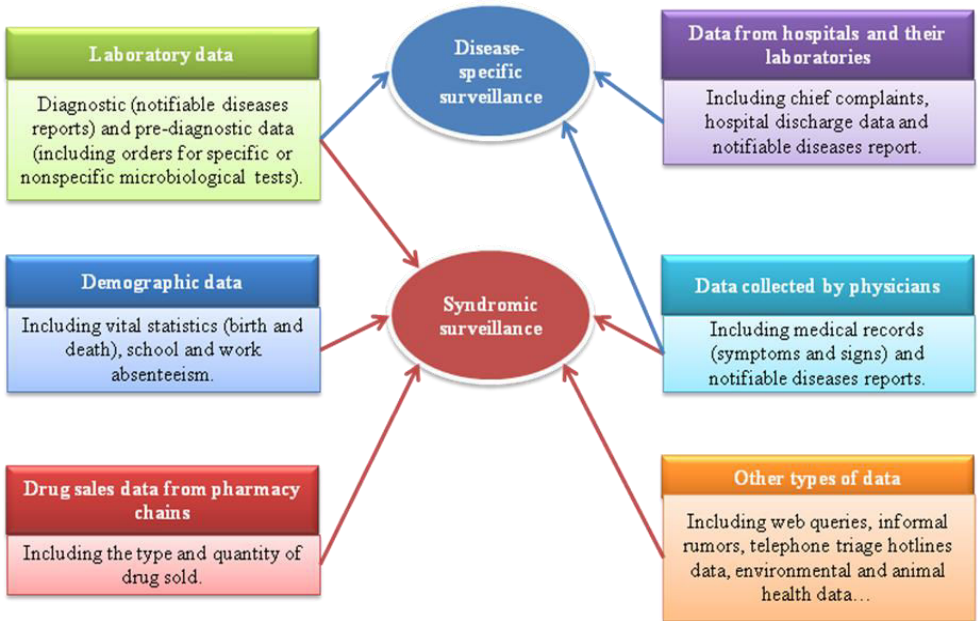 Laboratory data
Diagnostic (notifiable diseases
reports) and pre-diagnostic data
(including orders for specific or
nonspecific microbiological tests).
Disease-
specific
surveillance
Data from hospitals and their
laboratories
Including chief complaints,
hospital discharge data and
notifiable diseases report.
Demographic data
Including vital statistics (birth and
death), school and work
absenteeism.
Syndromic
surveillance
Data collected by physicians
Including medical records
(symptoms and signs) and
notifiable diseases reports.
Drug sales data from pharmacy
chains
Including the type and quantity of
drug sold.
Other types of data
Including web queries, informal
rumors, telephone triage hotlines
data, environmental and animal
health data…